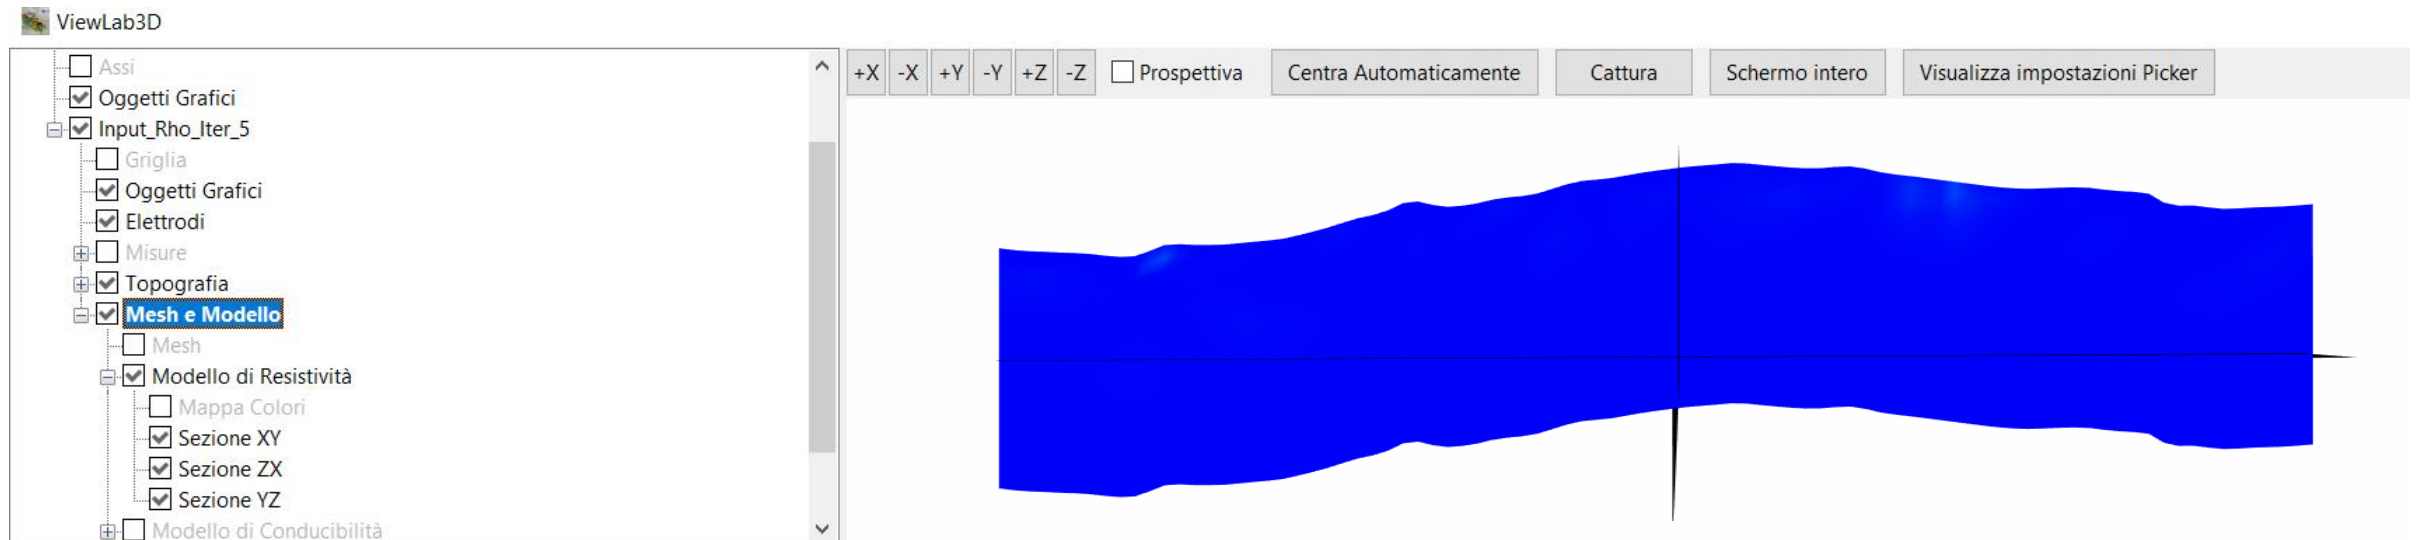 ViewLab3D
Assi
Oggetti Grafici
Input_Rho_Iter_5
Griglia
Oggetti Grafici
Elettrodi
Misure
Topografia
Mesh e Modello
Mesh
Modello di Resistività
Mappa Colori
Sezione XY
Sezione ZX
Sezione YZ
Modello di Conducibilità
+X -X +Y -Y +Z -Z Prospettiva Centra Automaticamente Cattura Schermo intero Visualizza impostazioni Picker